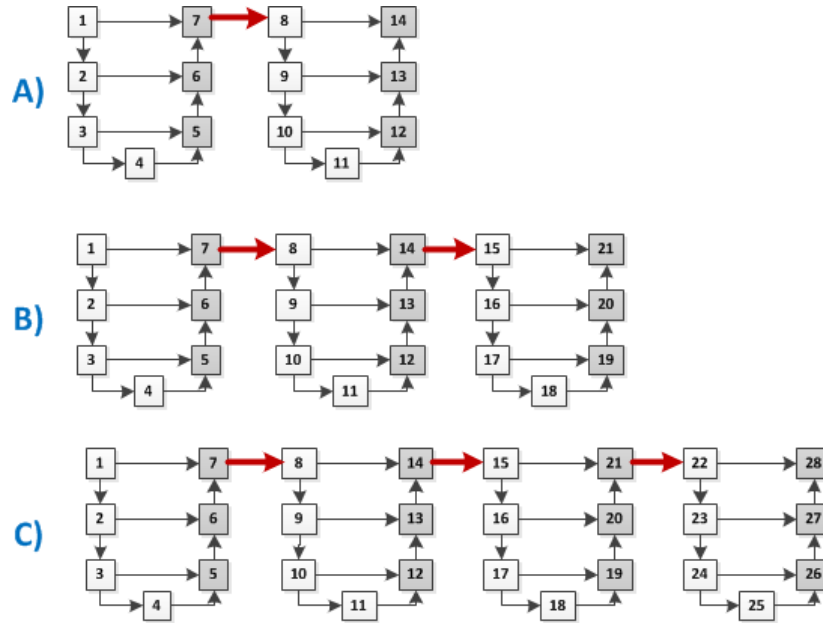 1 7 8 14
2 6 9 13
A)
3 5 10 12
4 11
1 7 8 14 15 21
2 6 9 13 16 20
B)
3 5 10 12 17 19
4 11 18
1 7 8 14 15 21 22 28
2 6 9 13 16 20 23 27
C)
3 5 10 12 17 19 24 26
4 11 18 25